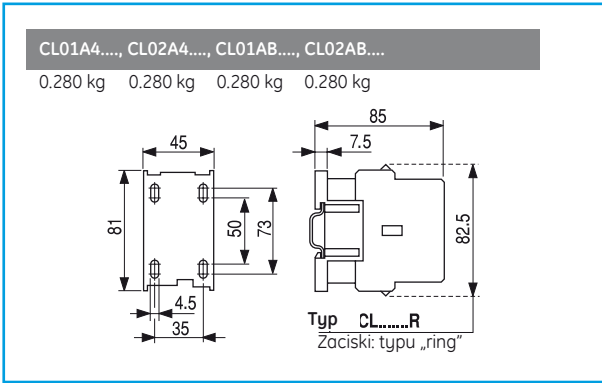 CL01A4...., CL02A4...., CL01AB...., CL02AB....
0.280 kg 0.280 kg 0.280 kg 0.280 kg
85
45
7.5
81
50
73
82.5
4.5
35
Typ CL......R
Zaciski: typu „ring”